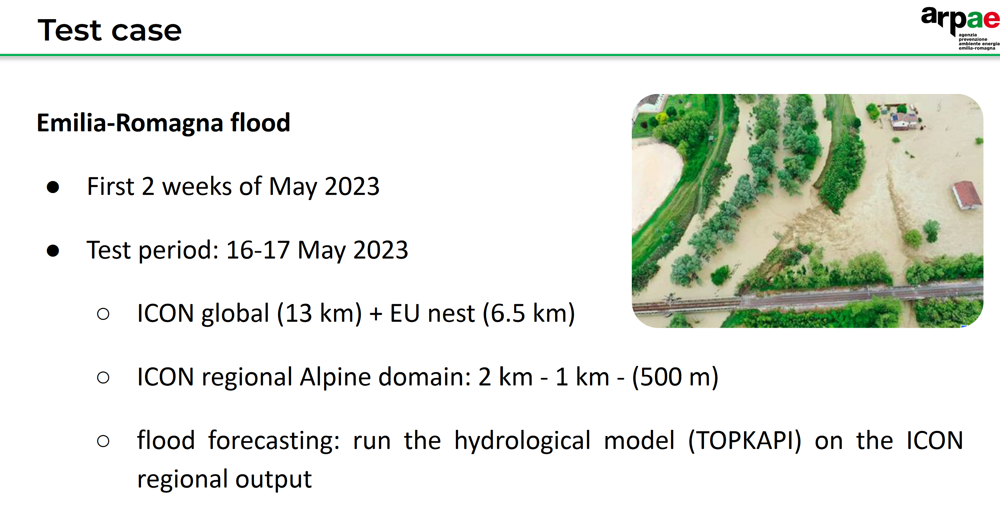 Test case
arpae
agenzia
prevenzione
ambiente energia
emilia-romagna
Emilia-Romagna flood
● First 2 weeks of May 2023
● Test period: 16-17 May 2023
○ ICON global (13 km) + EU nest (6.5 km)
○ ICON regional Alpine domain: 2 km - 1 km - (500 m)
○ flood forecasting: run the hydrological model (TOPKAPI) on the ICON
regional output